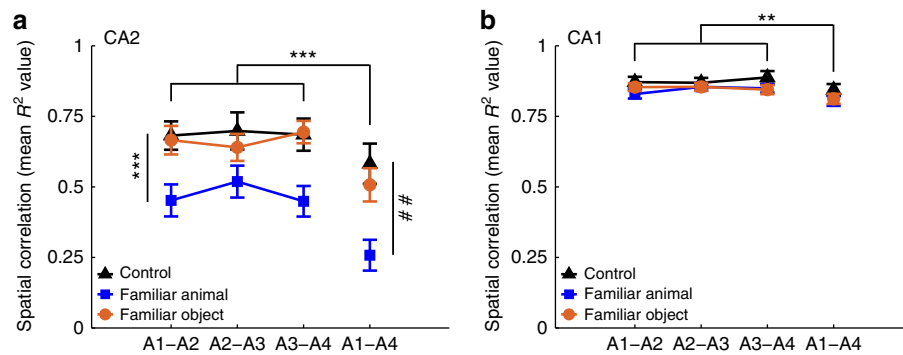 a
CA2
Spatial correlation (mean R² value)
1
0.75
0.5
0.25
0
***
***
##
Control
Familiar animal
Familiar object
A1–A2 A2–A3 A3–A4 A1–A4
b
CA1
Spatial correlation (mean R² value)
1
0.75
0.5
0.25
0
**
Control
Familiar animal
Familiar object
A1–A2 A2–A3 A3–A4 A1–A4